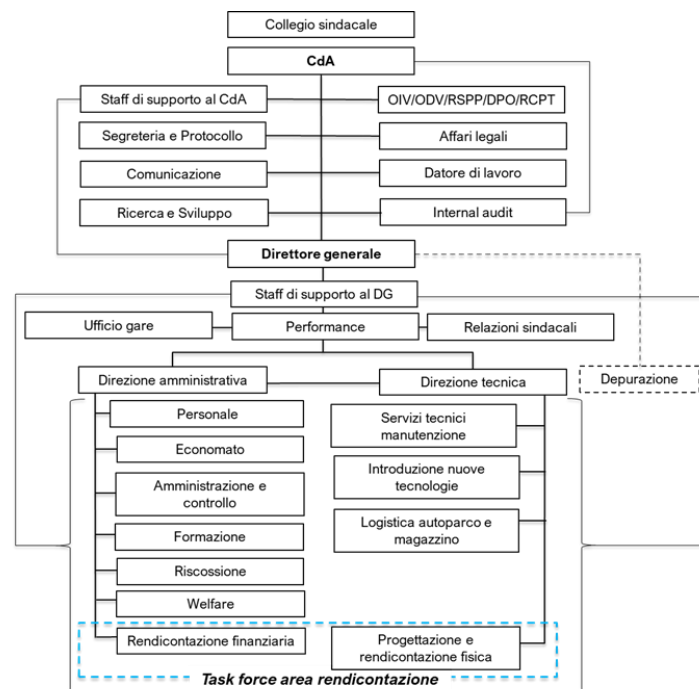 Collegio sindacale
CdA
Staff di supporto al CdA
OIV/ODV/RSPP/DPO/RCPT
Segreteria e Protocollo
Affari legali
Comunicazione
Datore di lavoro
Ricerca e Sviluppo
Internal audit
Direttore generale
Staff di supporto al DG
Ufficio gare
Performance
Relazioni sindacali
Direzione amministrativa
Direzione tecnica
Depurazione
Personale
Economato
Amministrazione e
controllo
Formazione
Riscossione
Welfare
Rendicontazione finanziaria
Servizi tecnici
manutenzione
Introduzione nuove
tecnologie
Logistica autoparco e
magazzino
Progettazione e
rendicontazione fisica
Task force area rendicontazione